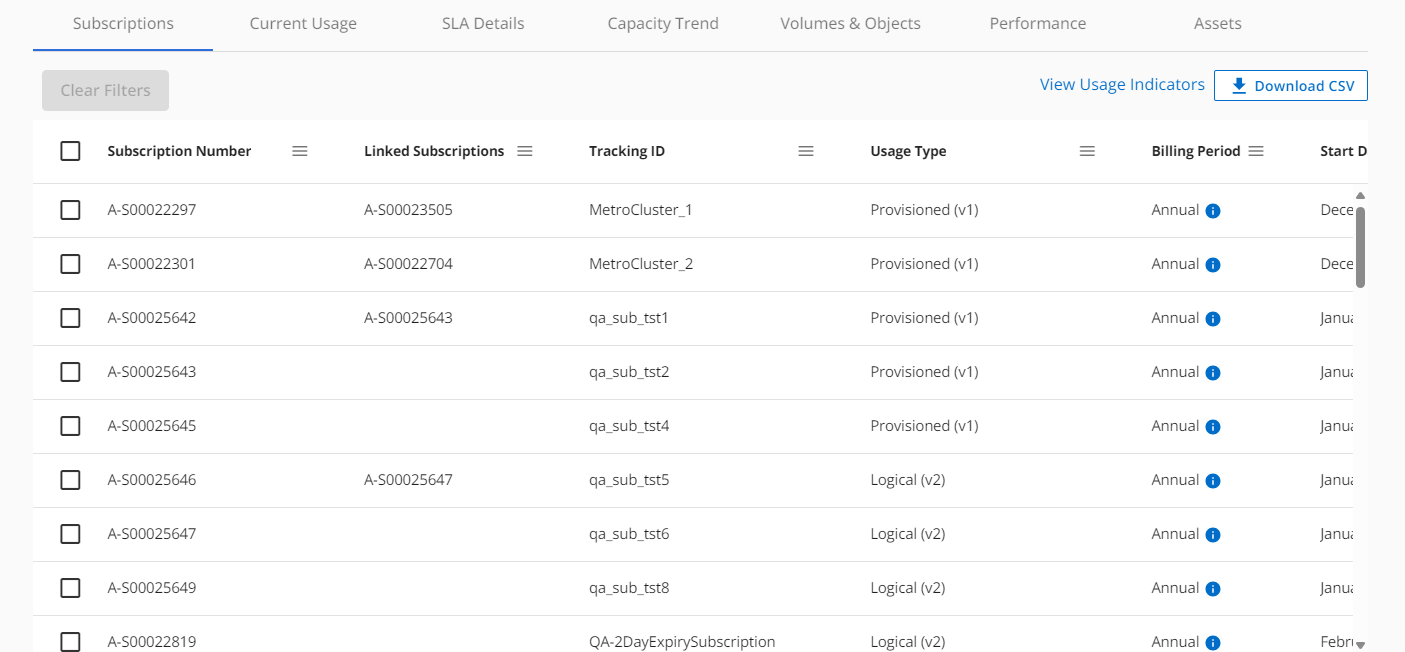 Subscriptions Current Usage SLA Details Capacity Trend Volumes & Objects Performance Assets
Clear Filters View Usage Indicators Download CSV
Subscription Number Linked Subscriptions Tracking ID Usage Type Billing Period Start D
A-S00022297 A-S00023505 MetroCluster_1 Provisioned (v1) Annual Dece
A-S00022301 A-S00022704 MetroCluster_2 Provisioned (v1) Annual Dece
A-S00025642 A-S00025643 qa_sub_tst1 Provisioned (v1) Annual Janua
A-S00025643 qa_sub_tst2 Provisioned (v1) Annual Janua
A-S00025645 qa_sub_tst4 Provisioned (v1) Annual Janua
A-S00025646 A-S00025647 qa_sub_tst5 Logical (v2) Annual Janua
A-S00025647 qa_sub_tst6 Logical (v2) Annual Janua
A-S00025649 qa_sub_tst8 Logical (v2) Annual Janua
A-S00022819 QA-2DayExpirySubscription Logical (v2) Annual Febru